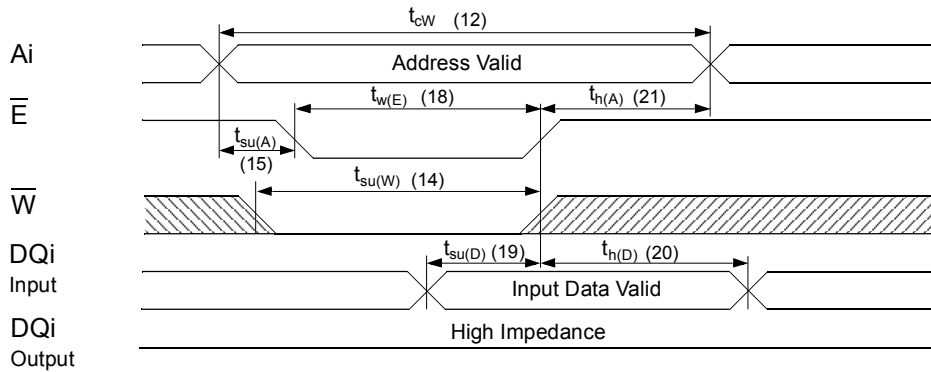 t_cW (12)
Ai
Address Valid
t_w(E) (18)
t_h(A) (21)
E̅
t_su(A)
(15)
t_su(W) (14)
W̅
DQi
Input
t_su(D) (19)
t_h(D) (20)
Input Data Valid
DQi
Output
High Impedance